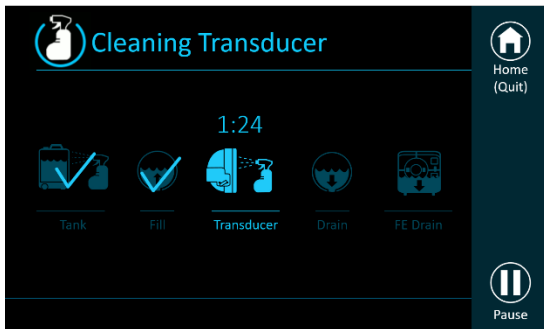 Cleaning Transducer
Home
(Quit)
1:24
Tank
Fill
Transducer
Drain
FE Drain
Pause